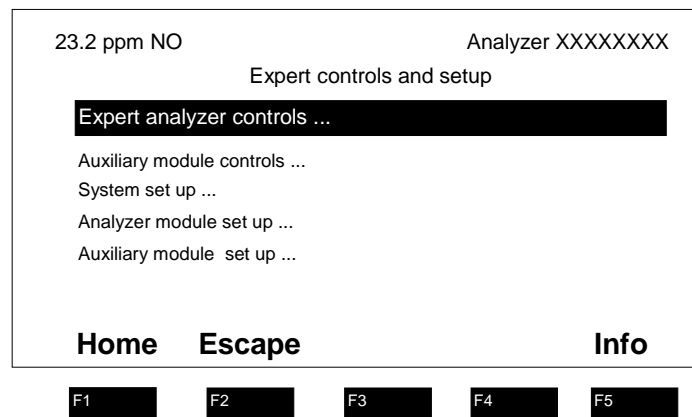 23.2 ppm NO Analyzer XXXXXXXX
Expert controls and setup
Expert analyzer controls ...
Auxiliary module controls ...
System set up ...
Analyzer module set up ...
Auxiliary module set up ...
Home Escape Info
F1 F2 F3 F4 F5